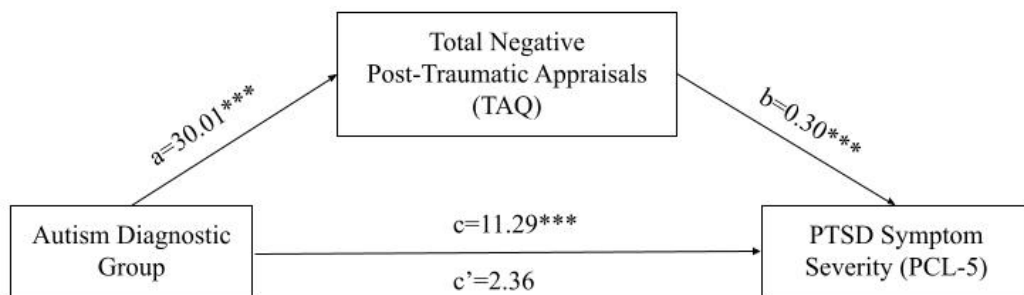 Total Negative
Post-Traumatic Appraisals
(TAQ)
a=30.01***
b=0.30***
Autism Diagnostic
Group
c=11.29***
c’=2.36
PTSD Symptom
Severity (PCL-5)